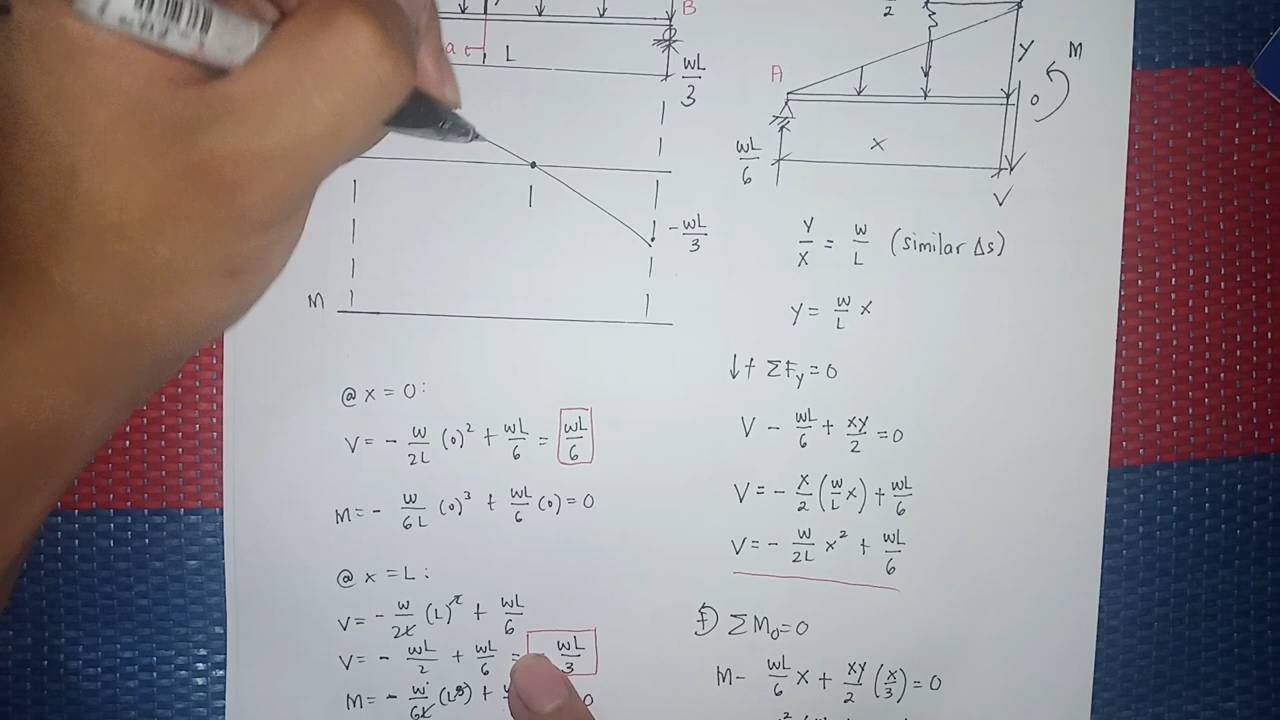 B
a
L
wL/3
-wL/3
M
@ x = 0:
V = - w/2L (0)² + wL/6 = wL/6
M = - w/6L (0)³ + wL/6 (0) = 0
@ x = L:
V = - w/2L (L)² + wL/6
V = - wL/2 + wL/6 = wL/3
2
A
y
M
0
x
wL/6
V
y/x = w/L (similar Δs)
y = w/L x
↓+ ΣFy = 0
V - wL/6 + xy/2 = 0
V = - x/2 (w/L x) + wL/6
V = - w/2L x² + wL/6
ΣM₀ = 0
M - wL/6 x + xy/2 (x/3) = 0